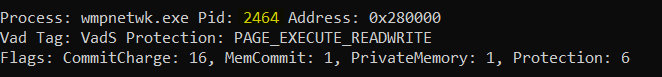 Process: wmpnetwk.exe Pid: 2464 Address: 0x280000
Vad Tag: VadS Protection: PAGE_EXECUTE_READWRITE
Flags: CommitCharge: 16, MemCommit: 1, PrivateMemory: 1, Protection: 6